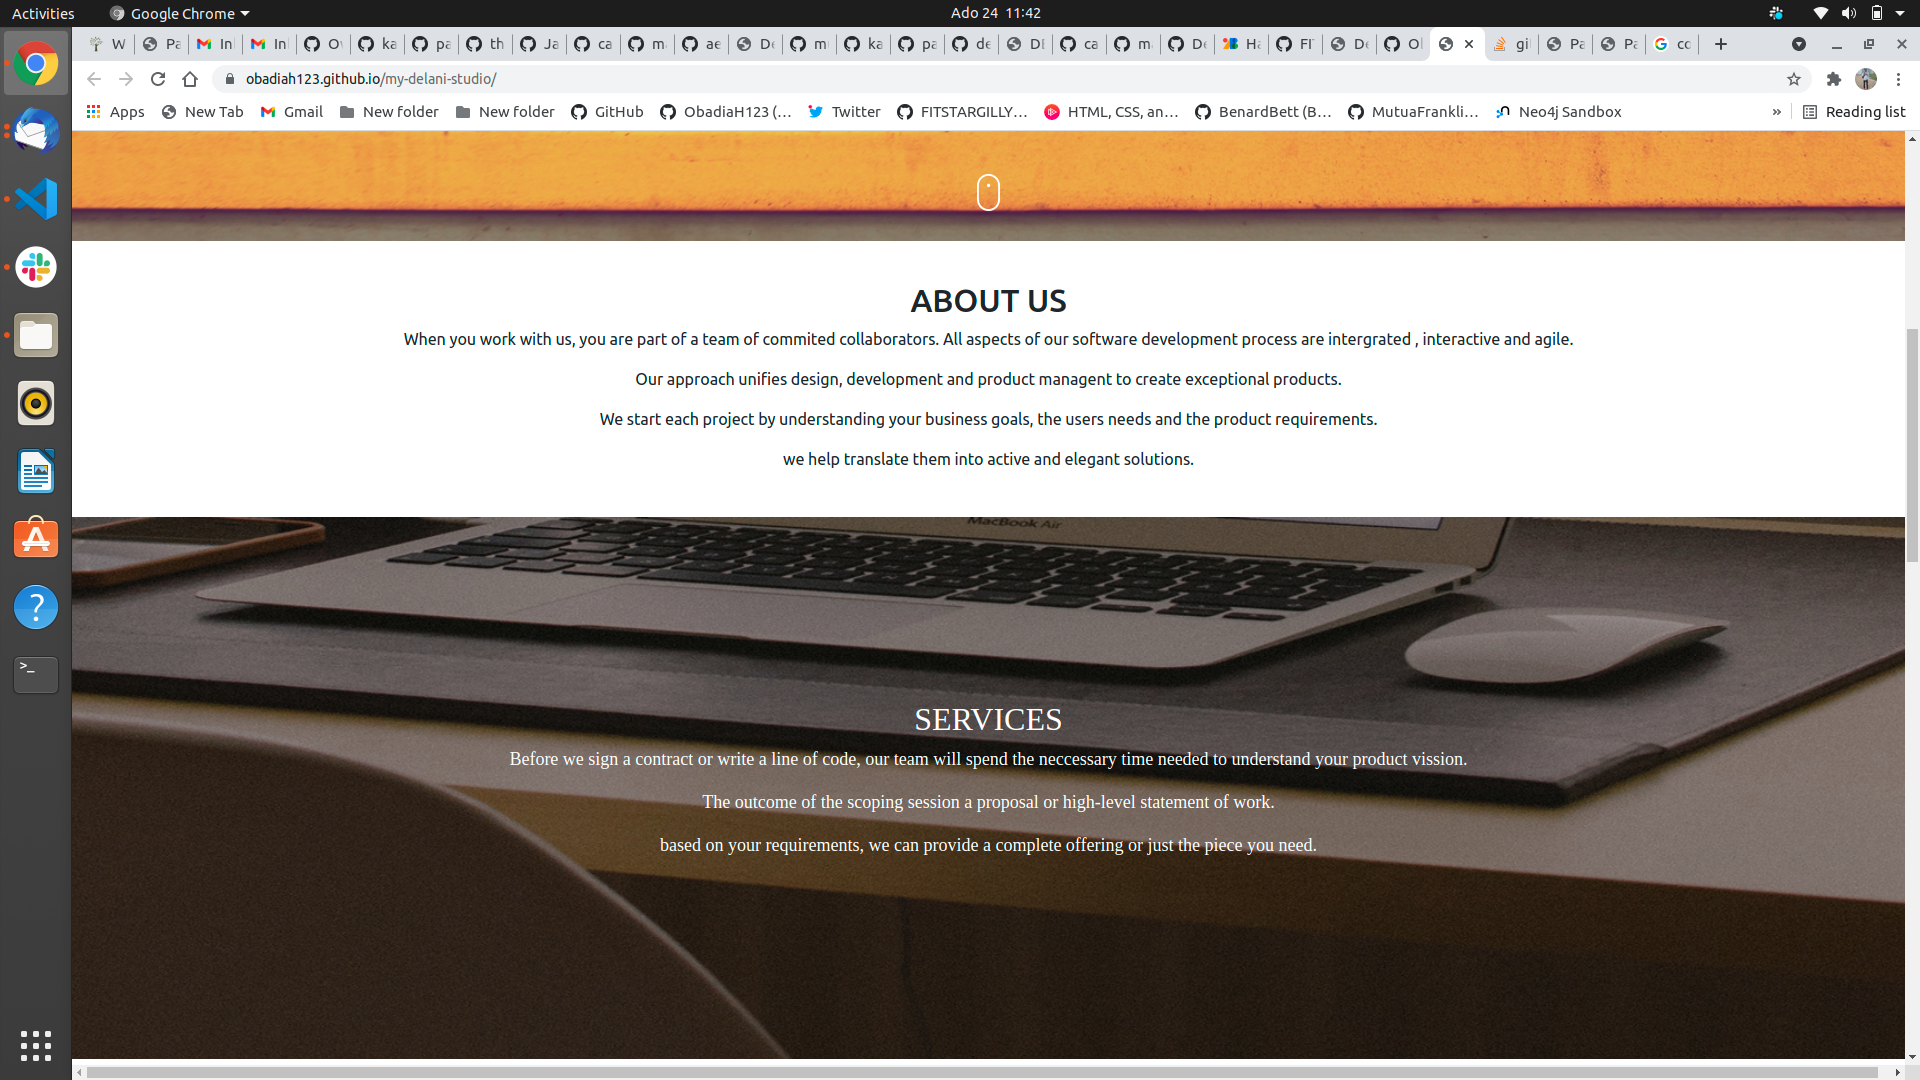 Activities
Google Chrome
Ado 24 11:42
W
Pa
In
In
O
ka
pa
th
Ja
ca
m
ae
De
m
ka
pa
de
DE
ca
m
De
Ha
FI
De
O
gi
Pa
Pa
co
obadiah123.github.io/my-delani-studio/
Apps
New Tab
Gmail
New folder
New folder
GitHub
ObadiaH123 (...
Twitter
FITSTARGILLY...
HTML, CSS, an...
BenardBett (B...
MutuaFrankli...
Neo4j Sandbox
»
Reading list
ABOUT US
When you work with us, you are part of a team of commited collaborators. All aspects of our software development process are intergrated , interactive and agile.
Our approach unifies design, development and product managent to create exceptional products.
We start each project by understanding your business goals, the users needs and the product requirements.
we help translate them into active and elegant solutions.
MacBook Air
SERVICES
Before we sign a contract or write a line of code, our team will spend the neccessary time needed to understand your product vission.
The outcome of the scoping session a proposal or high-level statement of work.
based on your requirements, we can provide a complete offering or just the piece you need.